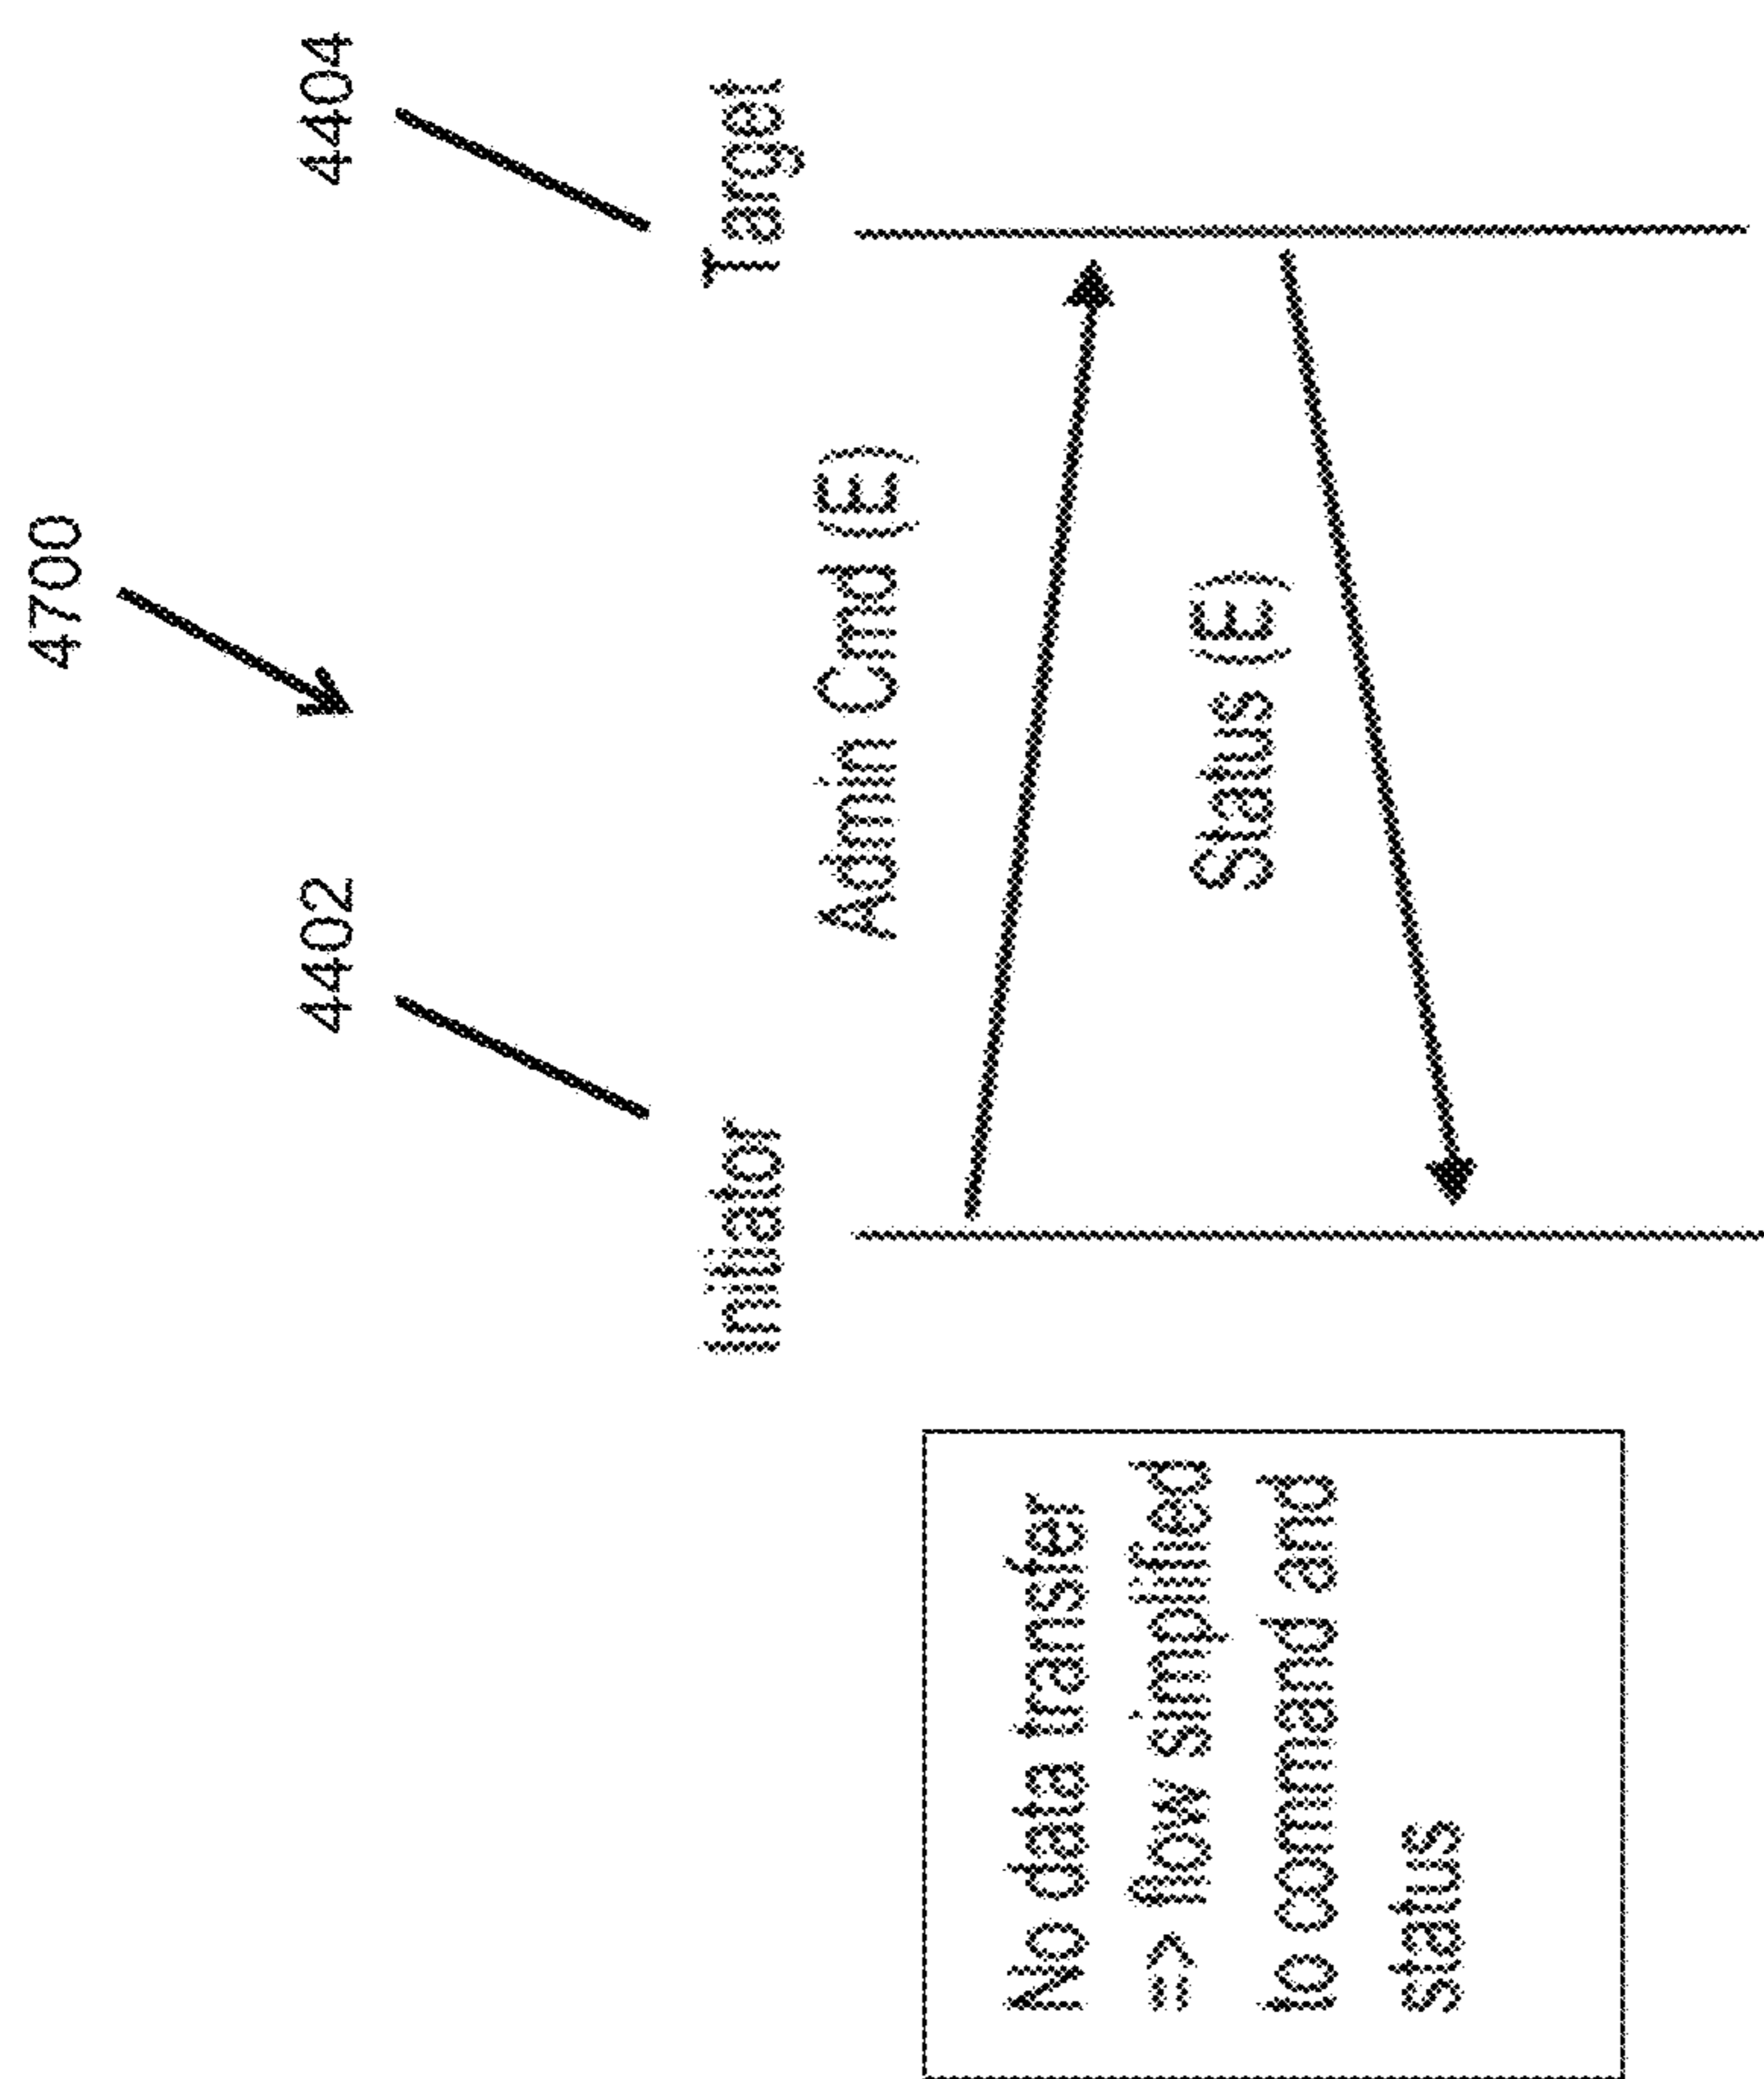 4700
4402
4404
Initiator
Target
Admin Cmd (E)
Status (E)
No data transfer
=> flow simplified
to command and
status